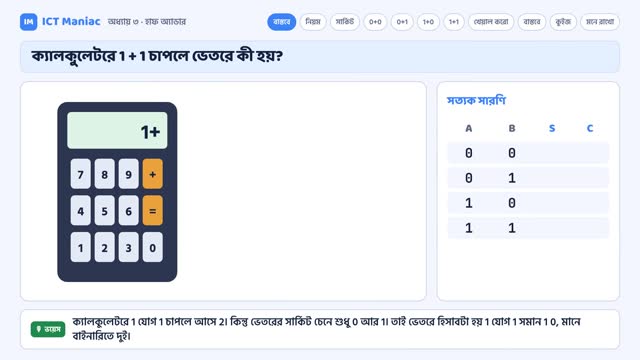 IM ICT Maniac অধ্যায় ৩ · হাফ অ্যাডার
বাস্তবে নিয়ম সার্কিট 0+0 0+1 1+0 1+1 খেয়াল করো বাস্তবে কুইজ মনে রাখো
ক্যালকুলেটরে 1 + 1 চাপলে ভেতরে কী হয়?
1+
7 8 9 +
4 5 6 =
1 2 3 0
সত্যক সারণি
A B S C
0 0
0 1
1 0
1 1
ভয়েস
ক্যালকুলেটরে 1 যোগ 1 চাপলে আসে 2। কিন্তু ভেতরের সার্কিট চেনে শুধু 0 আর 1। তাই ভেতরে হিসাবটা হয় 1 যোগ 1 সমান 1 0, মানে
বাইনারিতে দুই।